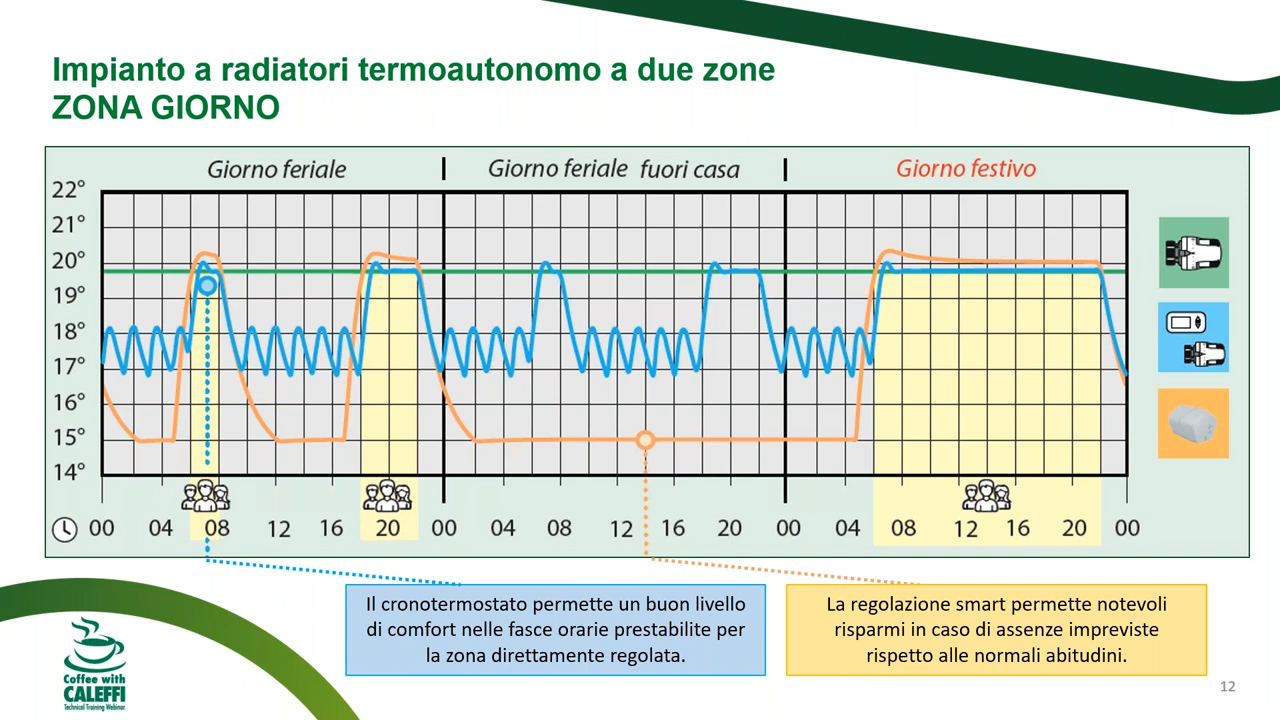 Impianto a radiatori termoautonomo a due zone
ZONA GIORNO
Giorno feriale
Giorno feriale fuori casa
Giorno festivo
22°
21°
20°
19°
18°
17°
16°
15°
14°
00 04 08 12 16 20 00 04 08 12 16 20 00 04 08 12 16 20 00
Il cronotermostato permette un buon livello
di comfort nelle fasce orarie prestabilite per
la zona direttamente regolata.
La regolazione smart permette notevoli
risparmi in caso di assenze impreviste
rispetto alle normali abitudini.
Coffee with
CALEFFI
Technical Training Webinar
12